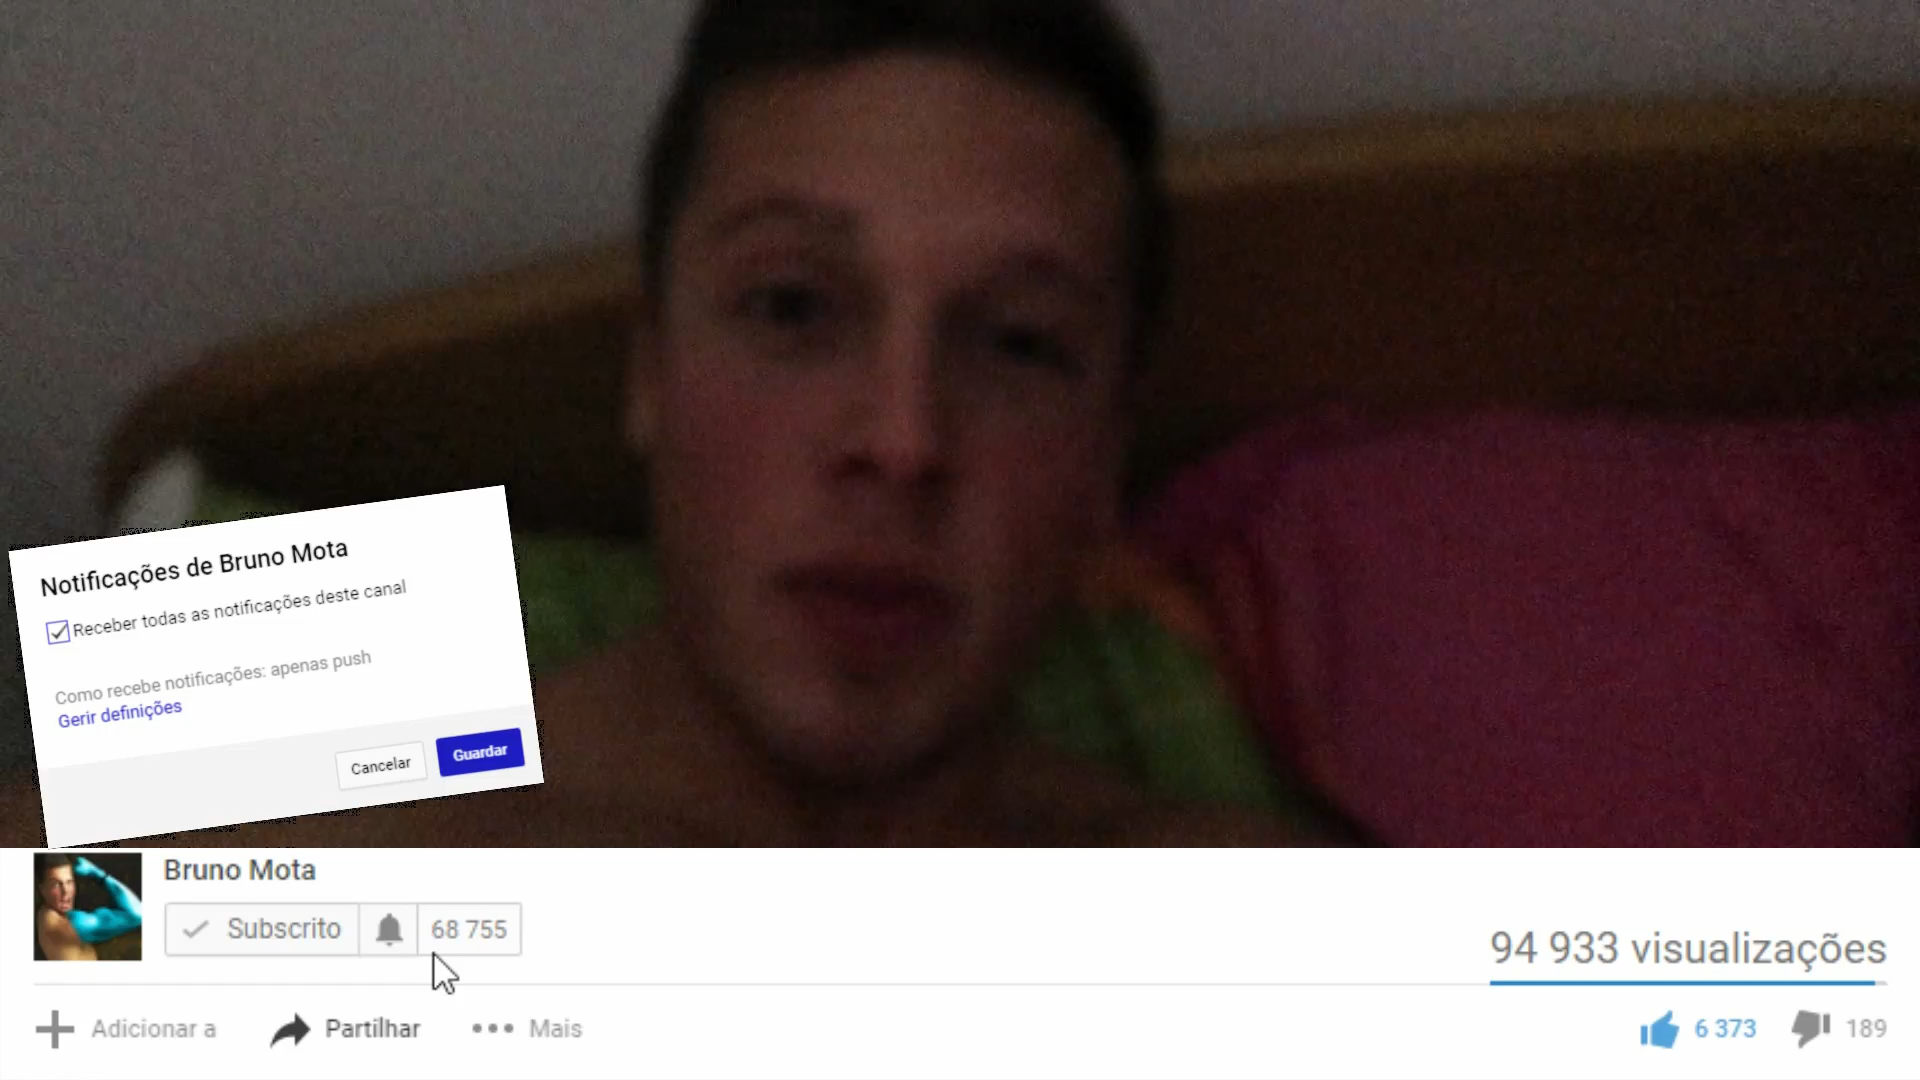 Notificações de Bruno Mota
Receber todas as notificações deste canal
Como recebe notificações: apenas push
Gerir definições
Cancelar
Guardar
Bruno Mota
Subscrito
68 755
94 933 visualizações
Adicionar a
Partilhar
Mais
6 373
189